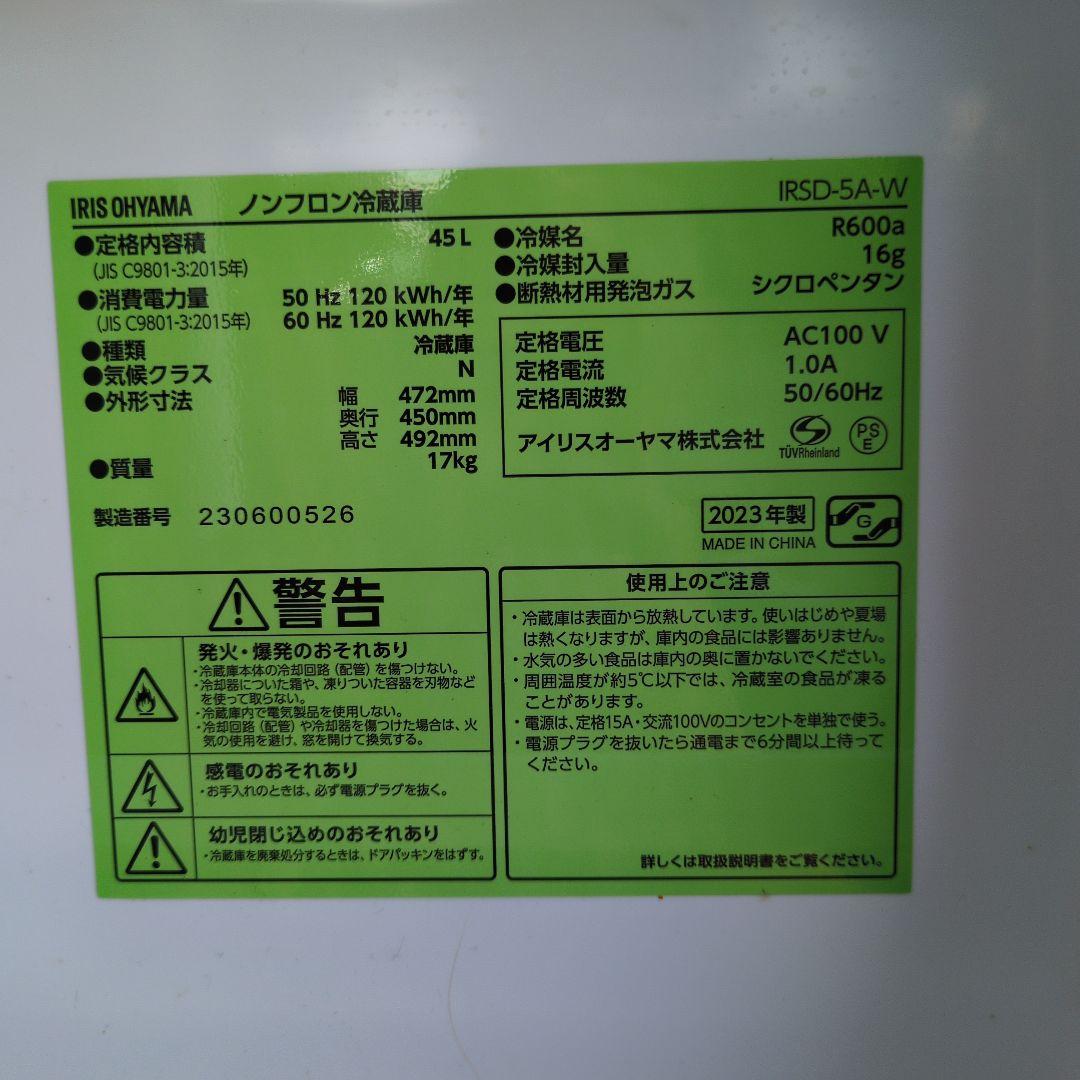 IRIS OHYAMA ノンフロン冷蔵庫 IRSD-5A-W
●定格内容積 45 L
(JIS C9801-3:2015年)
●消費電力量 50 Hz 120 kWh/年
(JIS C9801-3:2015年) 60 Hz 120 kWh/年
●種類 冷蔵庫
●気候クラス N
●外形寸法 幅 472mm
奥行 450mm
高さ 492mm
●質量 17kg
●冷媒名 R600a
●冷媒封入量 16g
●断熱材用発泡ガス シクロペンタン
定格電圧 AC100 V
定格電流 1.0A
定格周波数 50/60Hz
アイリスオーヤマ株式会社
TÜVRheinland
PS
E
製造番号 230600526
2023年製
MADE IN CHINA
G
警告
発火・爆発のおそれあり
・冷蔵庫本体の冷却回路(配管)を傷つけない。
・冷却器についた霜や、凍りついた容器を刃物など
を使って取らない。
・冷蔵庫内で電気製品を使用しない。
・冷却回路(配管)や冷却器を傷つけた場合は、火
気の使用を避け、窓を開けて換気する。
感電のおそれあり
・お手入れのときは、必ず電源プラグを抜く。
幼児閉じ込めのおそれあり
・冷蔵庫を廃棄処分するときは、ドアパッキンをはずす。
使用上のご注意
・冷蔵庫は表面から放熱しています。使いはじめや夏場
は熱くなりますが、庫内の食品には影響ありません。
・水気の多い食品は庫内の奥に置かないでください。
・周囲温度が約5℃以下では、冷蔵室の食品が凍る
ことがあります。
・電源は、定格15A・交流100Vのコンセントを単独で使う。
・電源プラグを抜いたら通電まで6分間以上待って
ください。
詳しくは取扱説明書をご覧ください。